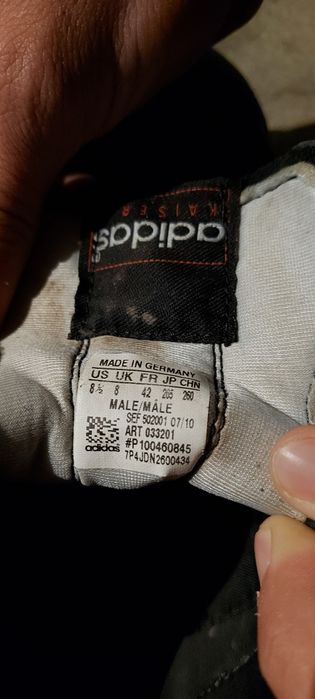 KAISER
adidas
MADE IN GERMANY
US UK FR JP CHN
8½ 8 42 265 260
MALE/MÂLE
SEF 502001 07/10
ART 033201
#P100460845
7P4JDN2600434
adidas